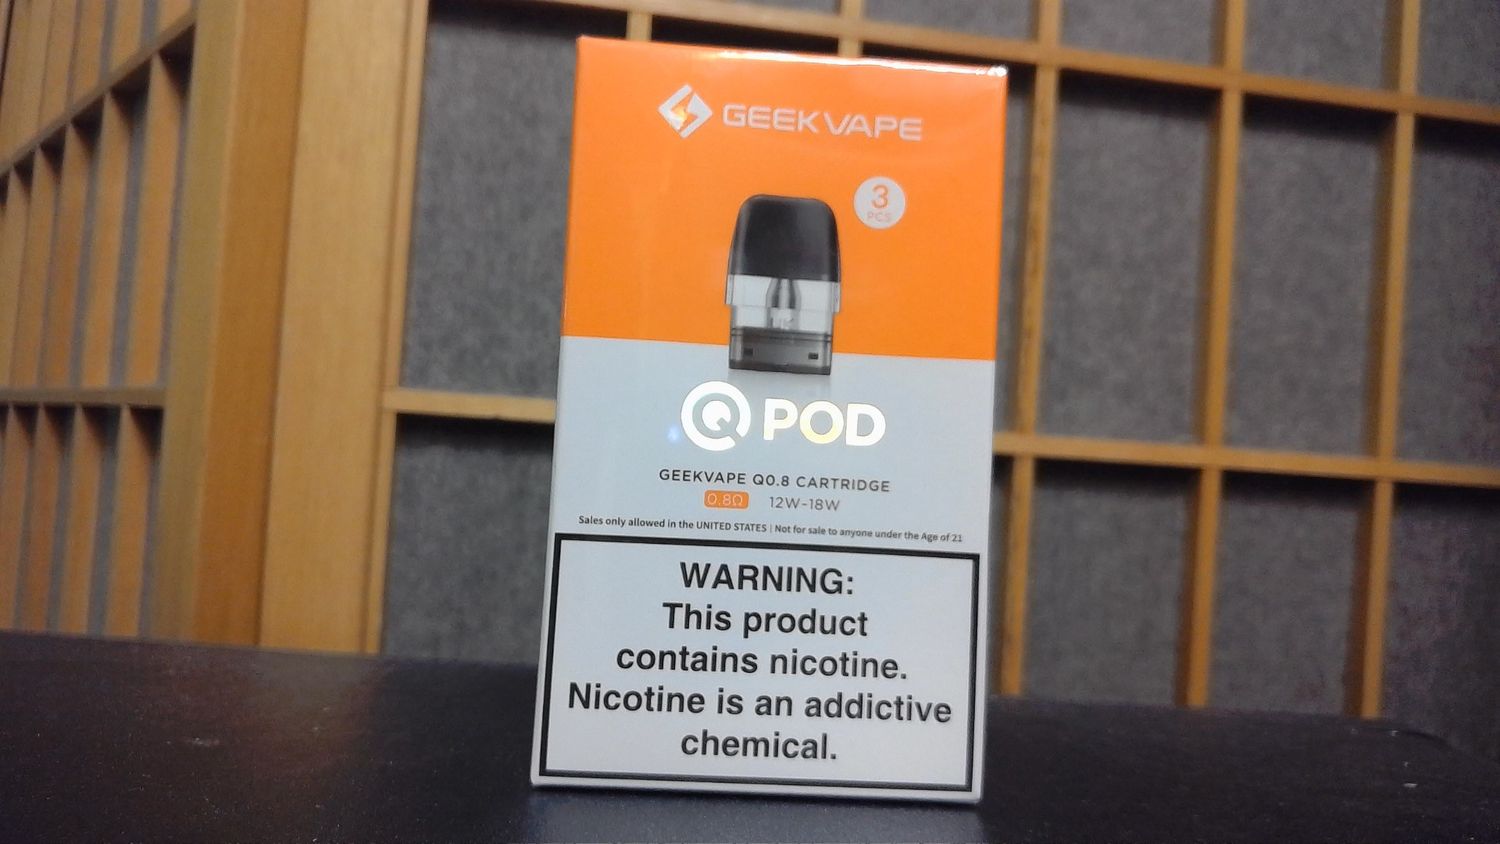 GEEKVAPE
3
PCS
Q POD
GEEKVAPE Q0.8 CARTRIDGE
0.8Ω 12W-18W
Sales only allowed in the UNITED STATES | Not for sale to anyone under the Age of 21
WARNING:
This product
contains nicotine.
Nicotine is an addictive
chemical.